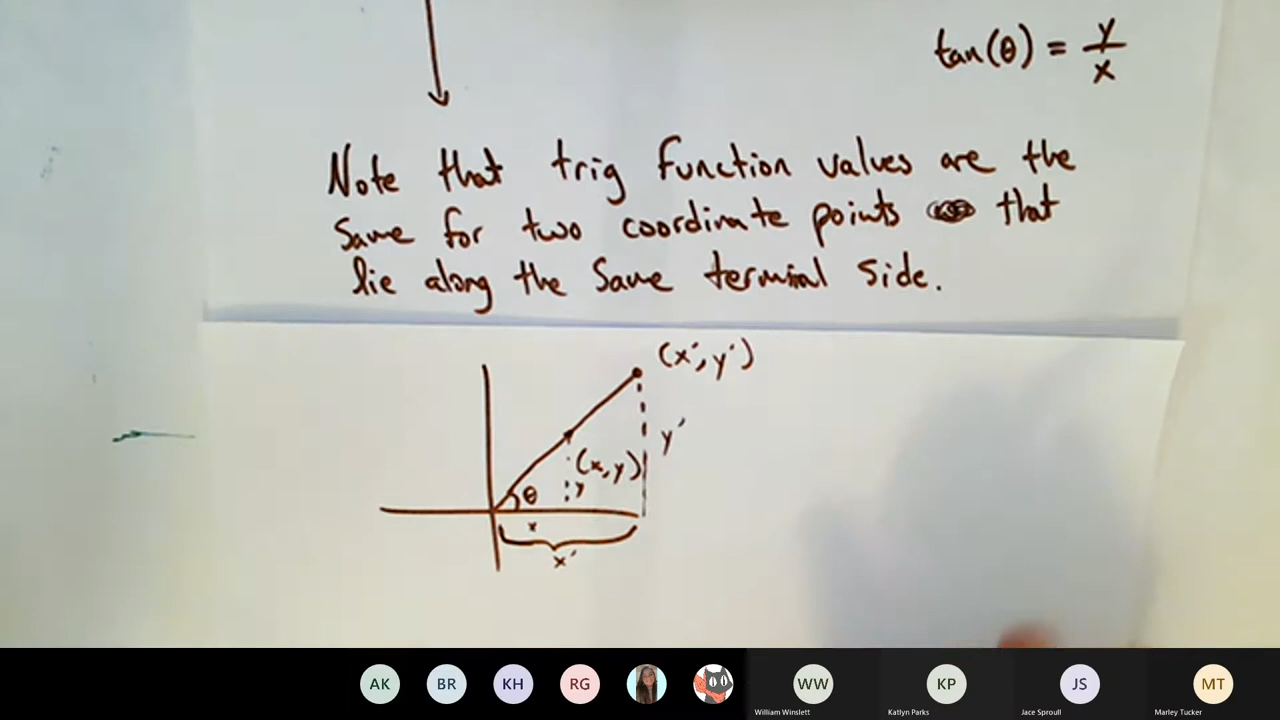 tan(θ) = y/x
Note that trig function values are the
same for two coordinate points that
lie along the same terminal side.
(x', y')
y'
(x, y)
θ
y
x
x'
AK BR KH RG WW KP JS MT
William Winslett Katlyn Parks Jace Sproull Marley Tucker